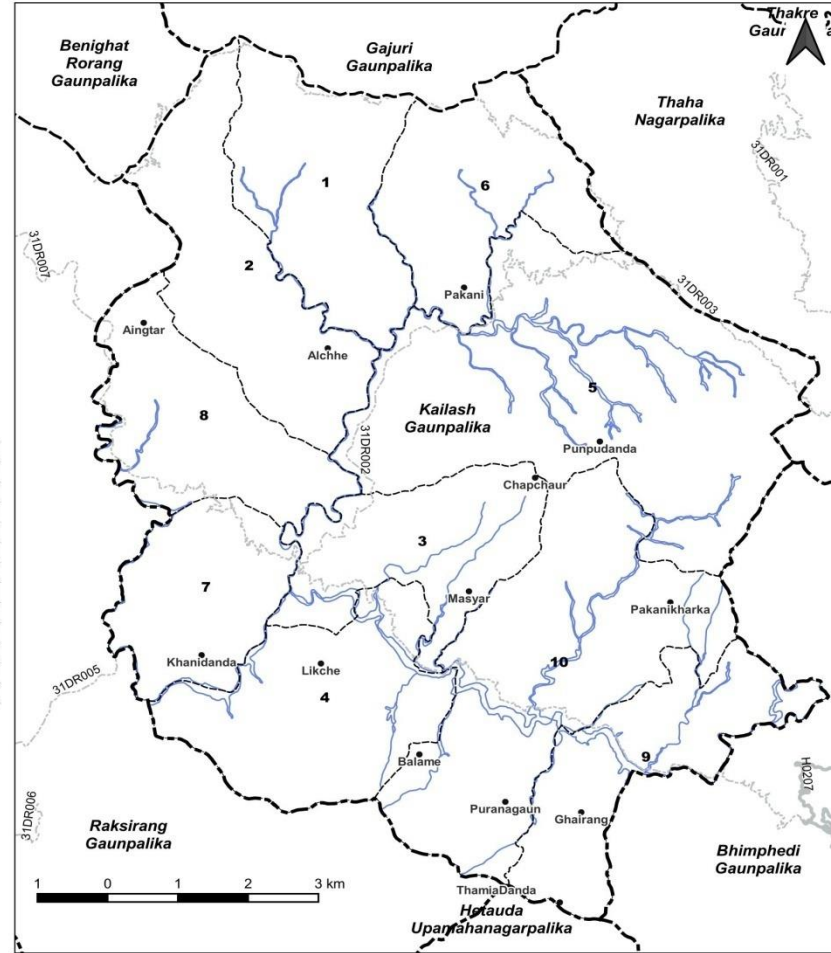 Thakre
Gaun
Benighat
Rorang
Gaunpalika
Gajuri
Gaunpalika
Thaha
Nagarpalika
31DR001
1
6
31DR007
2
31DR003
Pakani
Aingtar
Alchhe
5
8
Kailash
Gaunpalika
31DR002
Punpudanda
Chapchaur
3
7
Masyar
Pakanikharka
Khanidanda
Likche
10
31DR005
4
9
Balame
H0207
Puranagaun
Ghairang
31DR006
Raksirang
Gaunpalika
Bhimphedi
Gaunpalika
1 0 1 2 3 km
ThamiaDanda
Hetauda
Upamahanagarpalika